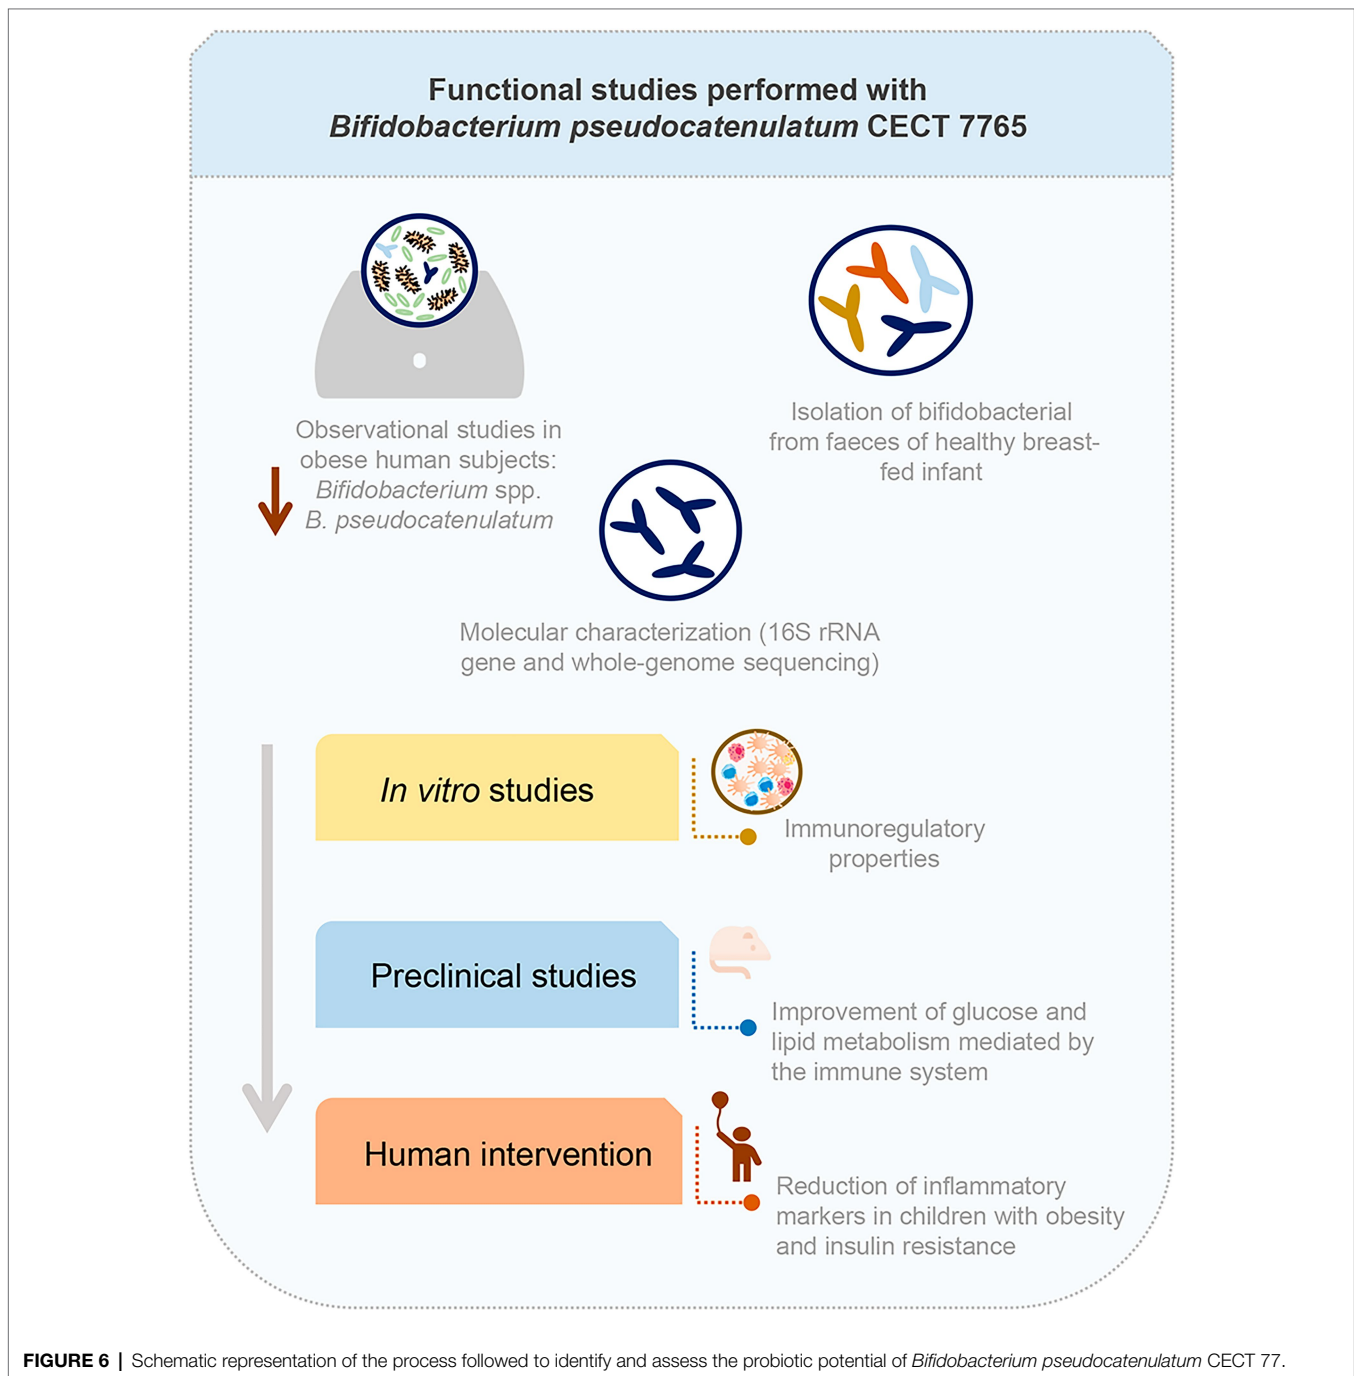 Functional studies performed with
Bifidobacterium pseudocatenulatum CECT 7765
Observational studies in
obese human subjects:
Bifidobacterium spp.
B. pseudocatenulatum
Isolation of bifidobacterial
from faeces of healthy breast-
fed infant
Molecular characterization (16S rRNA
gene and whole-genome sequencing)
In vitro studies
Immunoregulatory
properties
Preclinical studies
Improvement of glucose and
lipid metabolism mediated by
the immune system
Human intervention
Reduction of inflammatory
markers in children with obesity
and insulin resistance
FIGURE 6 | Schematic representation of the process followed to identify and assess the probiotic potential of Bifidobacterium pseudocatenulatum CECT 77.